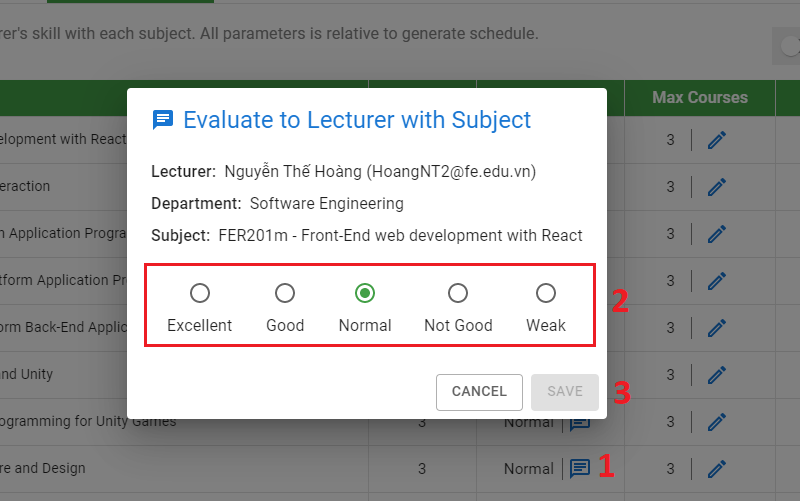 rer's skill with each subject. All parameters is relative to generate schedule.
Max Courses
Evaluate to Lecturer with Subject
elopment with React
3
Lecturer: Nguyễn Thế Hoàng (HoangNT2@fe.edu.vn)
eraction
3
Department: Software Engineering
n Application Progra
3
Subject: FER201m - Front-End web development with React
tform Application Pr
3
Excellent Good Normal Not Good Weak
2
orm Back-End Applic
3
nd Unity
3
CANCEL SAVE
3
ogramming for Unity Games 3 Normal 3
re and Design 3 Normal 1 3